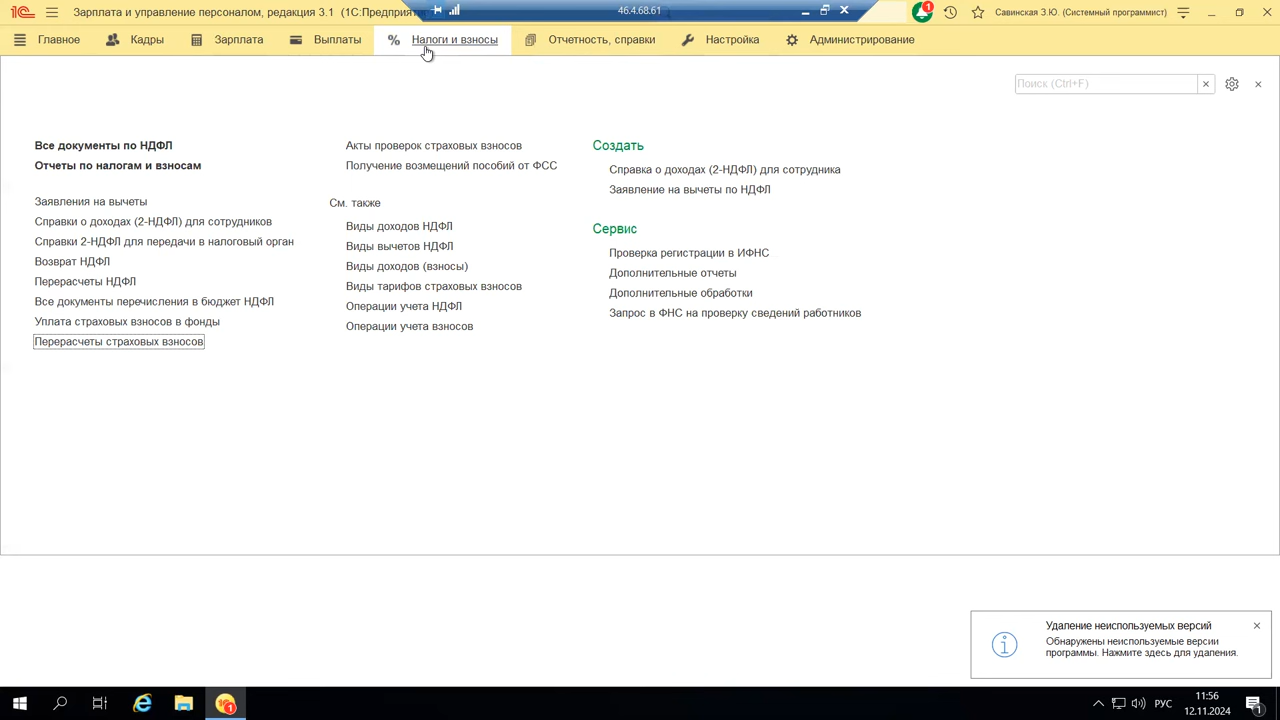 Зарплата и управление персоналом, редакция 3.1 (1С:Предприят
46.4.68.61
1
Савинская З.Ю. (Системный программист)
Главное
Кадры
Зарплата
Выплаты
Налоги и взносы
Отчетность, справки
Настройка
Администрирование
Поиск (Ctrl+F)
Все документы по НДФЛ
Отчеты по налогам и взносам
Заявления на вычеты
Справки о доходах (2-НДФЛ) для сотрудников
Справки 2-НДФЛ для передачи в налоговый орган
Возврат НДФЛ
Перерасчеты НДФЛ
Все документы перечисления в бюджет НДФЛ
Уплата страховых взносов в фонды
Перерасчеты страховых взносов
Акты проверок страховых взносов
Получение возмещений пособий от ФСС
См. также
Виды доходов НДФЛ
Виды вычетов НДФЛ
Виды доходов (взносы)
Виды тарифов страховых взносов
Операции учета НДФЛ
Операции учета взносов
Создать
Справка о доходах (2-НДФЛ) для сотрудника
Заявление на вычеты по НДФЛ
Сервис
Проверка регистрации в ИФНС
Дополнительные отчеты
Дополнительные обработки
Запрос в ФНС на проверку сведений работников
Удаление неиспользуемых версий
Обнаружены неиспользуемые версии
программы. Нажмите здесь для удаления.
1
РУС
11:56
12.11.2024
1